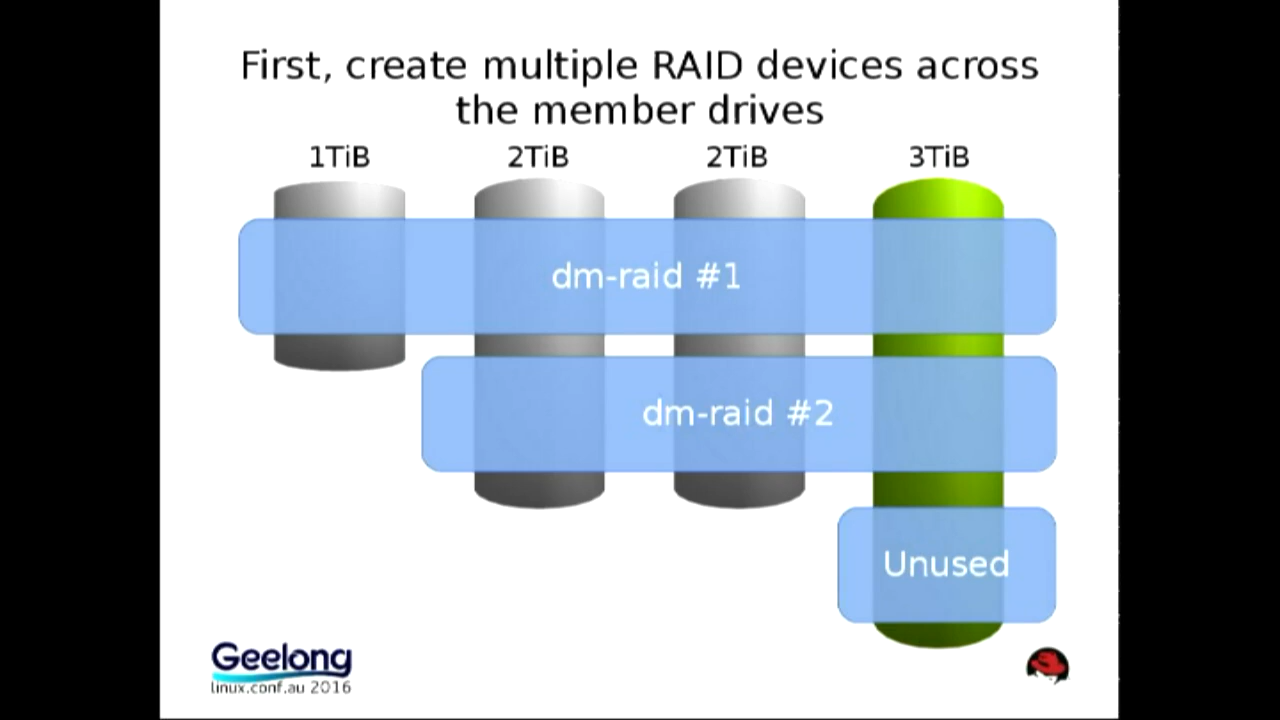 First, create multiple RAID devices across
the member drives
1TiB 2TiB 2TiB 3TiB
dm-raid #1
dm-raid #2
Unused
Geelong
linux.conf.au 2016